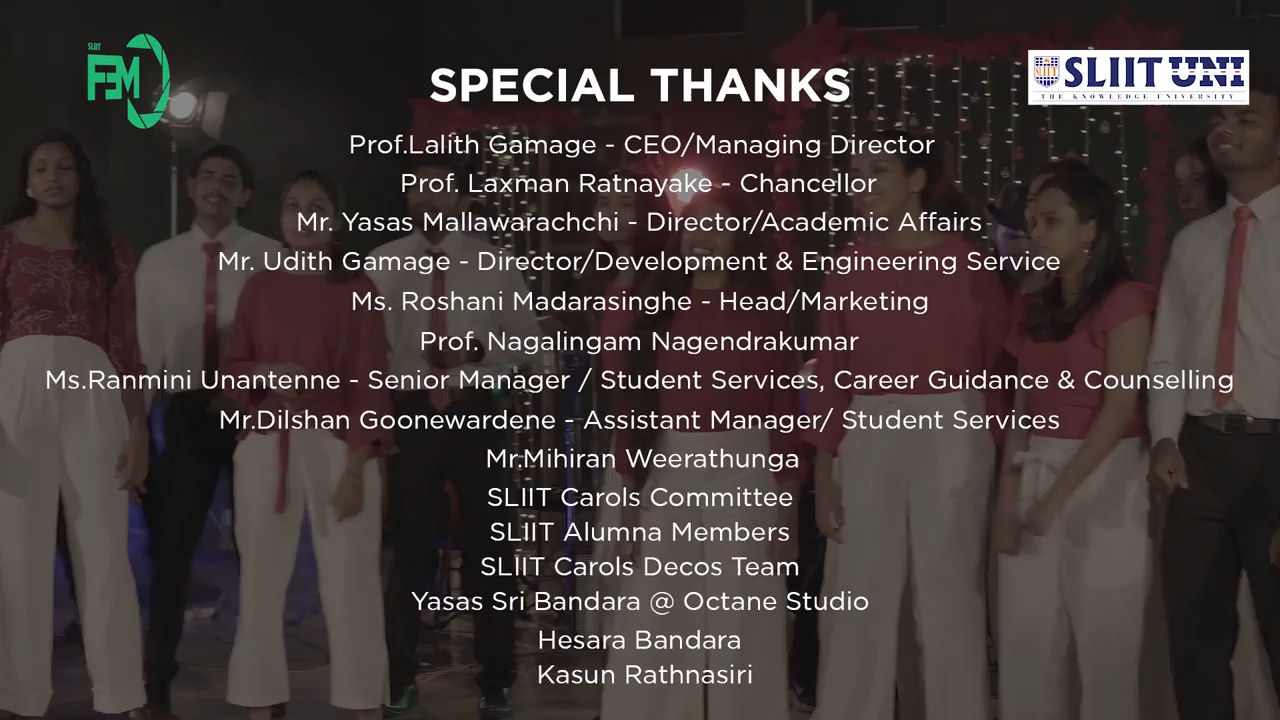 SLIIT
FOM
SPECIAL THANKS
SLIIT UNI
THE KNOWLEDGE UNIVERSITY
Prof.Lalith Gamage - CEO/Managing Director
Prof. Laxman Ratnayake - Chancellor
Mr. Yasas Mallawarachchi - Director/Academic Affairs
Mr. Udith Gamage - Director/Development & Engineering Service
Ms. Roshani Madarasinghe - Head/Marketing
Prof. Nagalingam Nagendrakumar
Ms.Ranmini Unantenne - Senior Manager / Student Services, Career Guidance & Counselling
Mr.Dilshan Goonewardene - Assistant Manager/ Student Services
Mr.Mihiran Weerathunga
SLIIT Carols Committee
SLIIT Alumna Members
SLIIT Carols Decos Team
Yasas Sri Bandara @ Octane Studio
Hesara Bandara
Kasun Rathnasiri